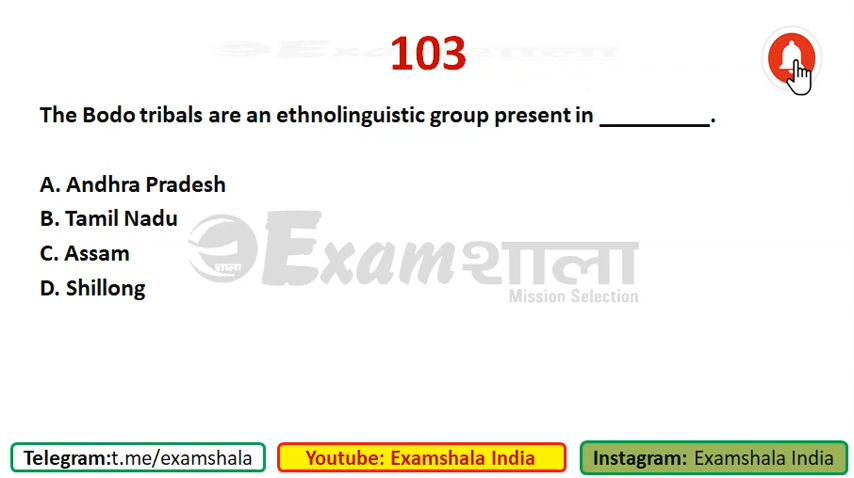 103
The Bodo tribals are an ethnolinguistic group present in __________.
A. Andhra Pradesh
B. Tamil Nadu
C. Assam
D. Shillong
शाला Examशाला
Mission Selection
Telegram:t.me/examshala
Youtube: Examshala India
Instagram: Examshala India